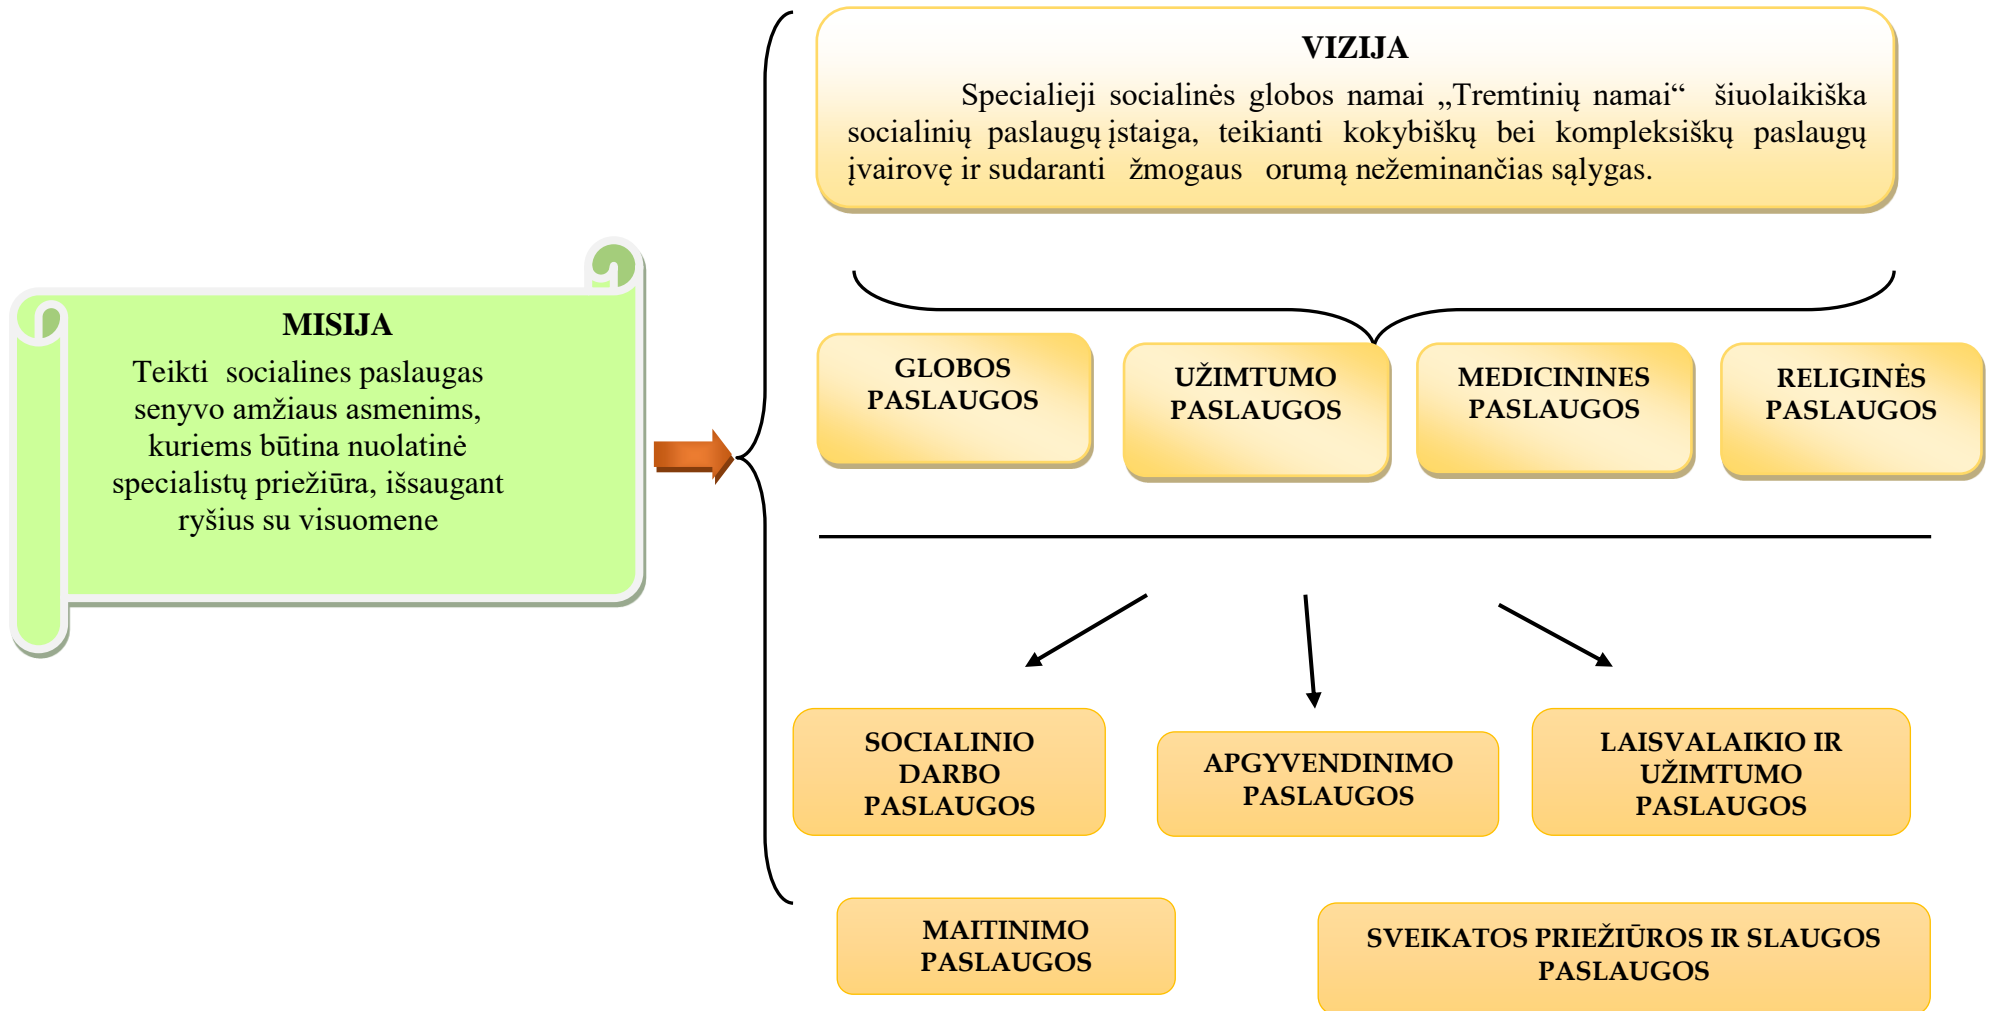 VIZIJA
Specialieji socialinės globos namai „Tremtinių namai“ šiuolaikiška
socialinių paslaugų įstaiga, teikianti kokybiškų bei kompleksiškų paslaugų
įvairovę ir sudaranti žmogaus orumą nežeminančias sąlygas.
MISIJA
Teikti socialines paslaugas
senyvo amžiaus asmenims,
kuriems būtina nuolatinė
specialistų priežiūra, išsaugant
ryšius su visuomene
GLOBOS
PASLAUGOS
UŽIMTUMO
PASLAUGOS
MEDICININES
PASLAUGOS
RELIGINĖS
PASLAUGOS
SOCIALINIO
DARBO
PASLAUGOS
APGYVENDINIMO
PASLAUGOS
LAISVALAIKIO IR
UŽIMTUMO
PASLAUGOS
MAITINIMO
PASLAUGOS
SVEIKATOS PRIEŽIŪROS IR SLAUGOS
PASLAUGOS